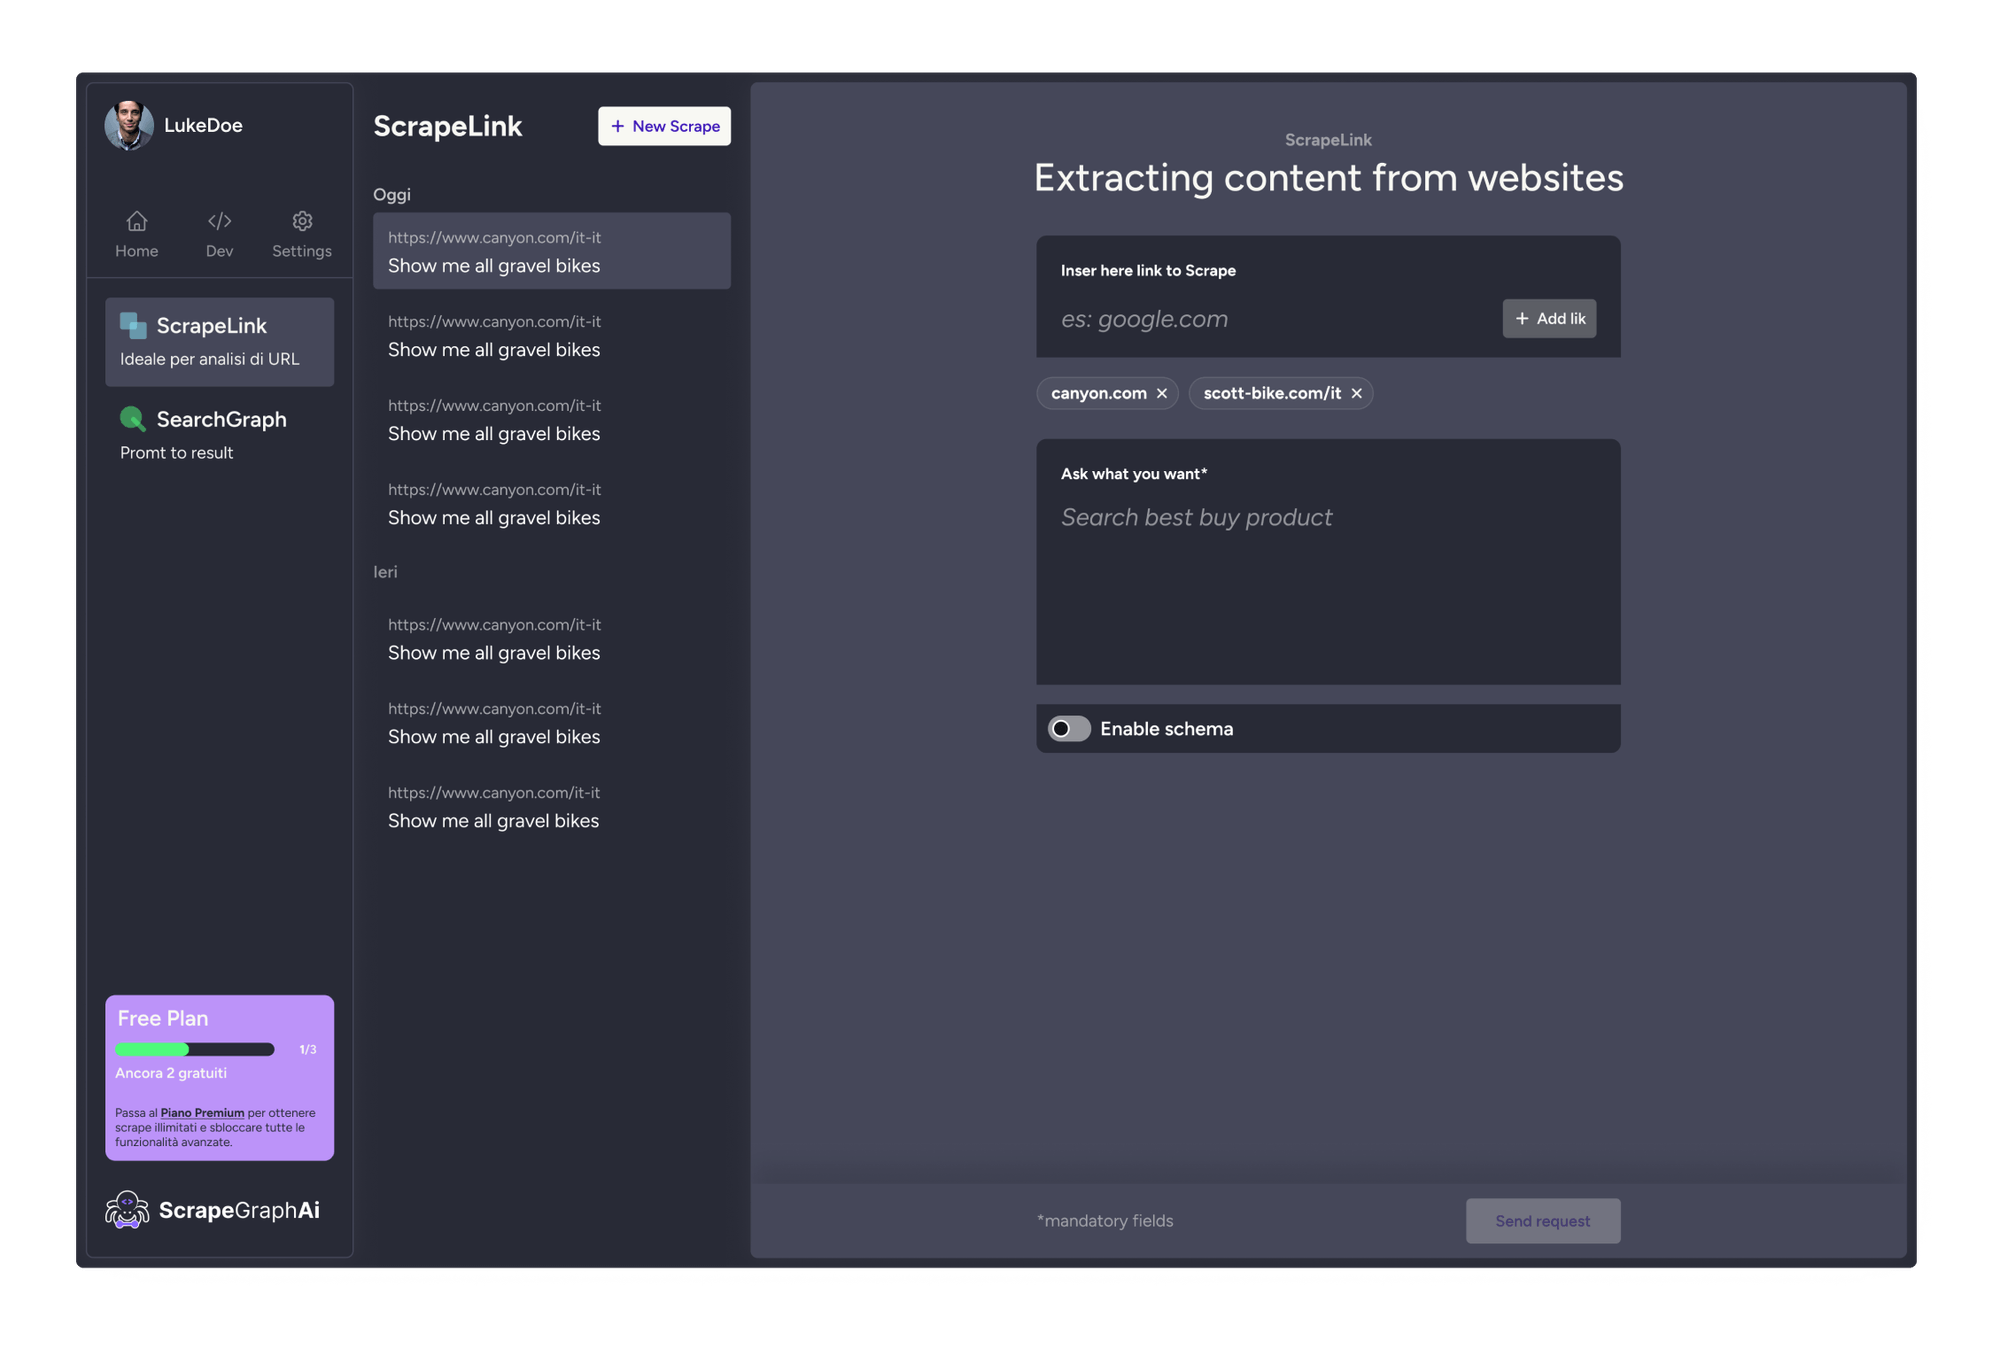 LukeDoe
Home
Dev
Settings
ScrapeLink
Ideale per analisi di URL
SearchGraph
Promt to result
Free Plan
1/3
Ancora 2 gratuiti
Passa al Piano Premium per ottenere
scrape illimitati e sbloccare tutte le
funzionalità avanzate.
ScrapeGraphAi
ScrapeLink
+ New Scrape
Oggi
https://www.canyon.com/it-it
Show me all gravel bikes
https://www.canyon.com/it-it
Show me all gravel bikes
https://www.canyon.com/it-it
Show me all gravel bikes
https://www.canyon.com/it-it
Show me all gravel bikes
Ieri
https://www.canyon.com/it-it
Show me all gravel bikes
https://www.canyon.com/it-it
Show me all gravel bikes
https://www.canyon.com/it-it
Show me all gravel bikes
ScrapeLink
Extracting content from websites
Inser here link to Scrape
es: google.com
+ Add lik
canyon.com ×
scott-bike.com/it ×
Ask what you want*
Search best buy product
Enable schema
*mandatory fields
Send request